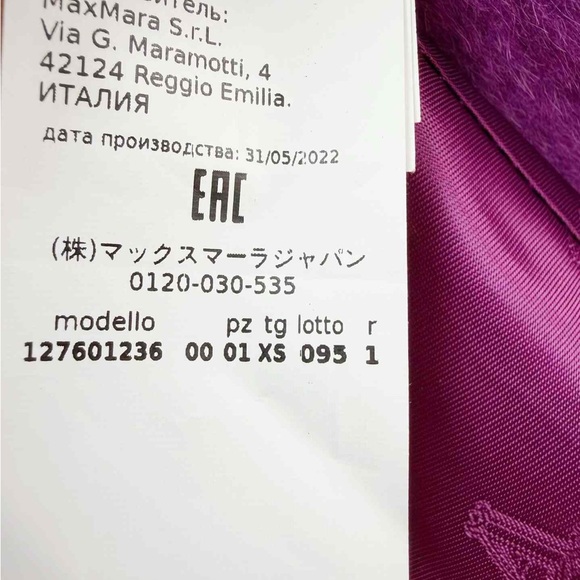 MaxMara S.r.L.
Via G. Maramotti, 4
42124 Reggio Emilia.
ИТАЛИЯ
дата производства: 31/05/2022
EAC
(株)マックスマーラジャパン
0120-030-535
modello pz tg lotto r
127601236 00 01 XS 095 1